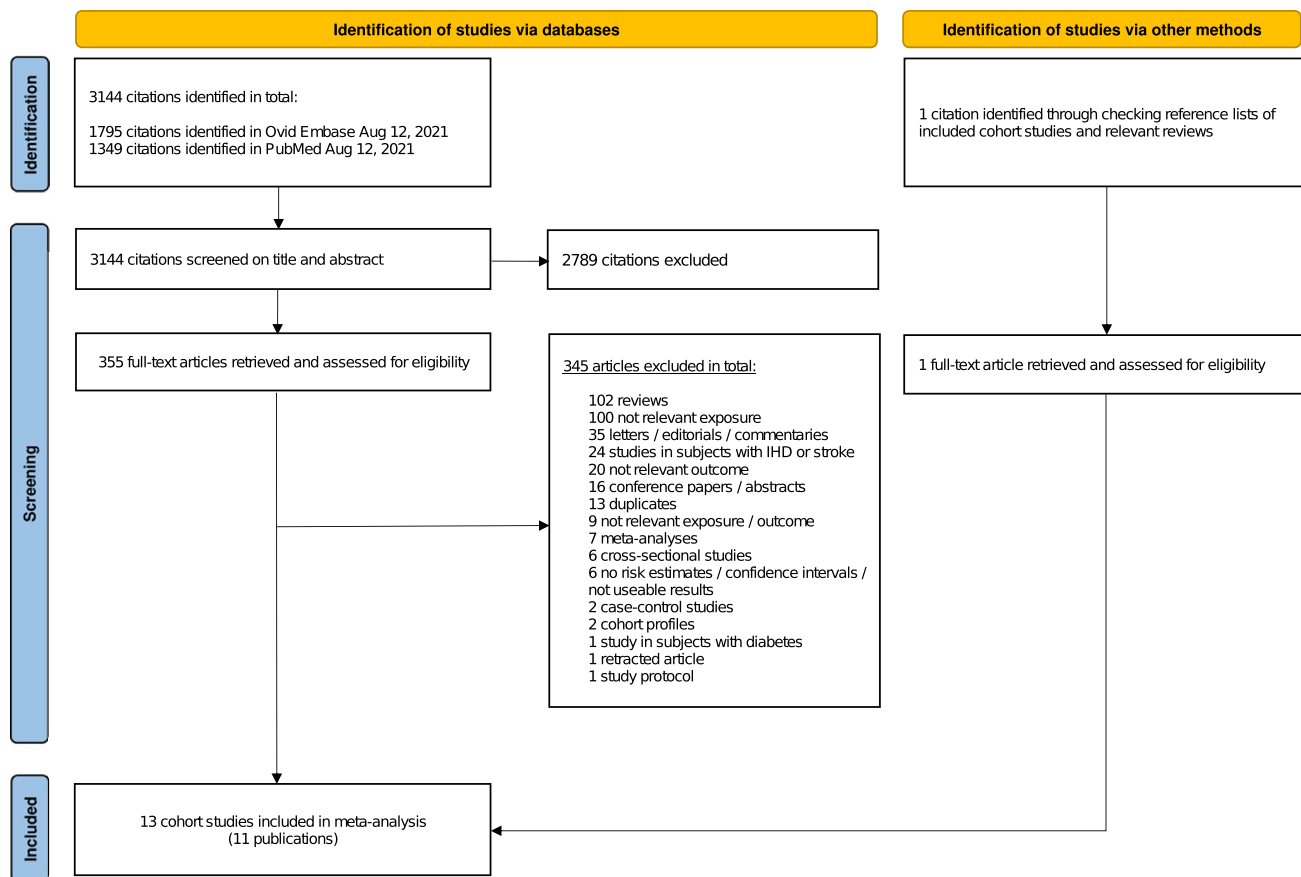 Identification of studies via databases
Identification of studies via other methods
Identification
3144 citations identified in total:
1795 citations identified in Ovid Embase Aug 12, 2021
1349 citations identified in PubMed Aug 12, 2021
1 citation identified through checking reference lists of
included cohort studies and relevant reviews
Screening
3144 citations screened on title and abstract
2789 citations excluded
355 full-text articles retrieved and assessed for eligibility
345 articles excluded in total:
102 reviews
100 not relevant exposure
35 letters / editorials / commentaries
24 studies in subjects with IHD or stroke
20 not relevant outcome
16 conference papers / abstracts
13 duplicates
9 not relevant exposure / outcome
7 meta-analyses
6 cross-sectional studies
6 no risk estimates / confidence intervals /
not useable results
2 case-control studies
2 cohort profiles
1 study in subjects with diabetes
1 retracted article
1 study protocol
1 full-text article retrieved and assessed for eligibility
Included
13 cohort studies included in meta-analysis
(11 publications)